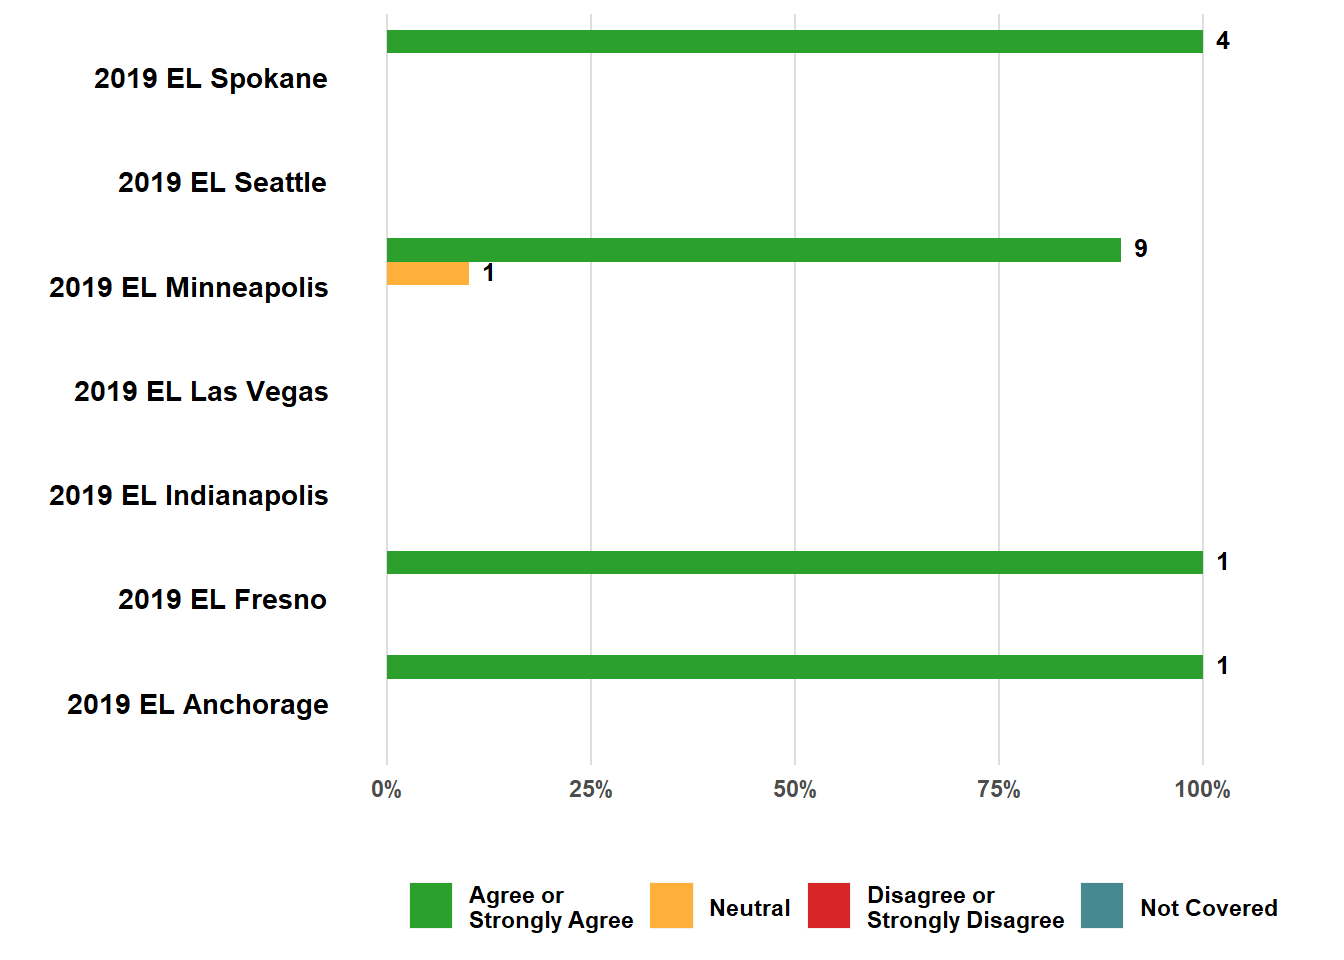 4
2019 EL Spokane
2019 EL Seattle
9
1
2019 EL Minneapolis
2019 EL Las Vegas
2019 EL Indianapolis
1
2019 EL Fresno
1
2019 EL Anchorage
0% 25% 50% 75% 100%
Agree or
Strongly Agree
Neutral
Disagree or
Strongly Disagree
Not Covered